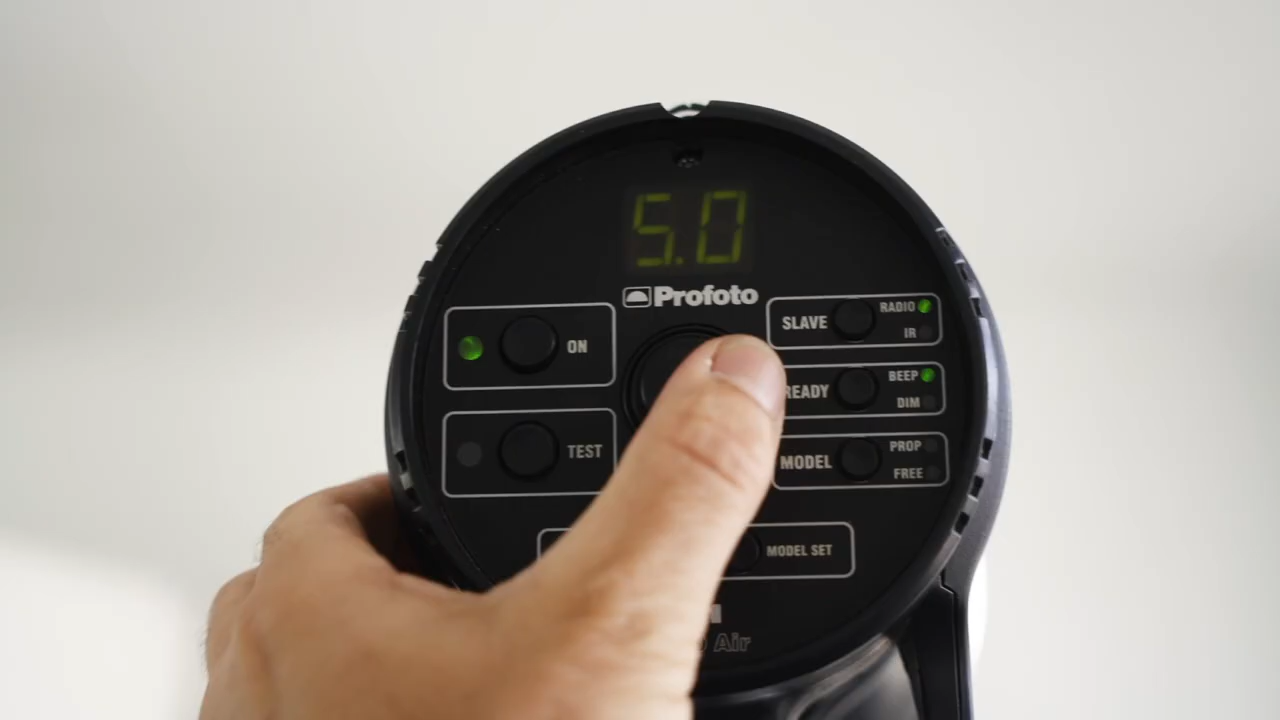 5.0
Profoto
ON
TEST
SLAVE
RADIO
IR
READY
BEEP
DIM
MODEL
PROP
FREE
MODEL SET
Air